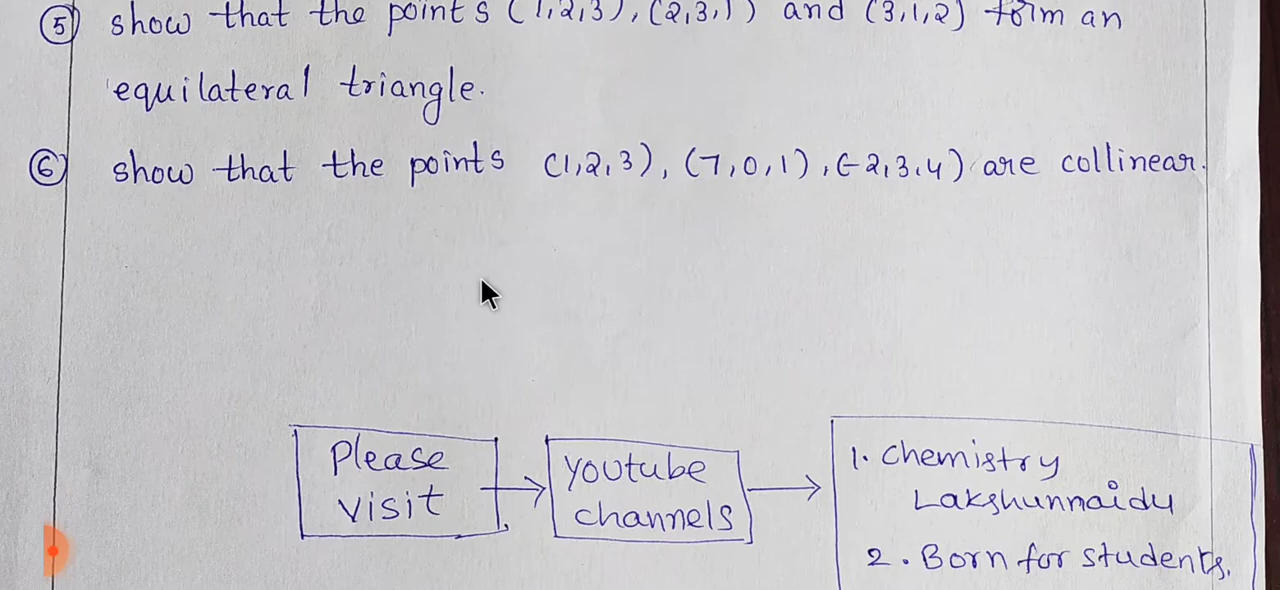 5 show that the points (1,2,3), (2,3,1) and (3,1,2) form an
equilateral triangle.
6 show that the points (1,2,3), (7,0,1), (-2,3,4) are collinear.
Please
visit
youtube
channels
1. chemistry
Lakshunnaidu
2. Born for students.